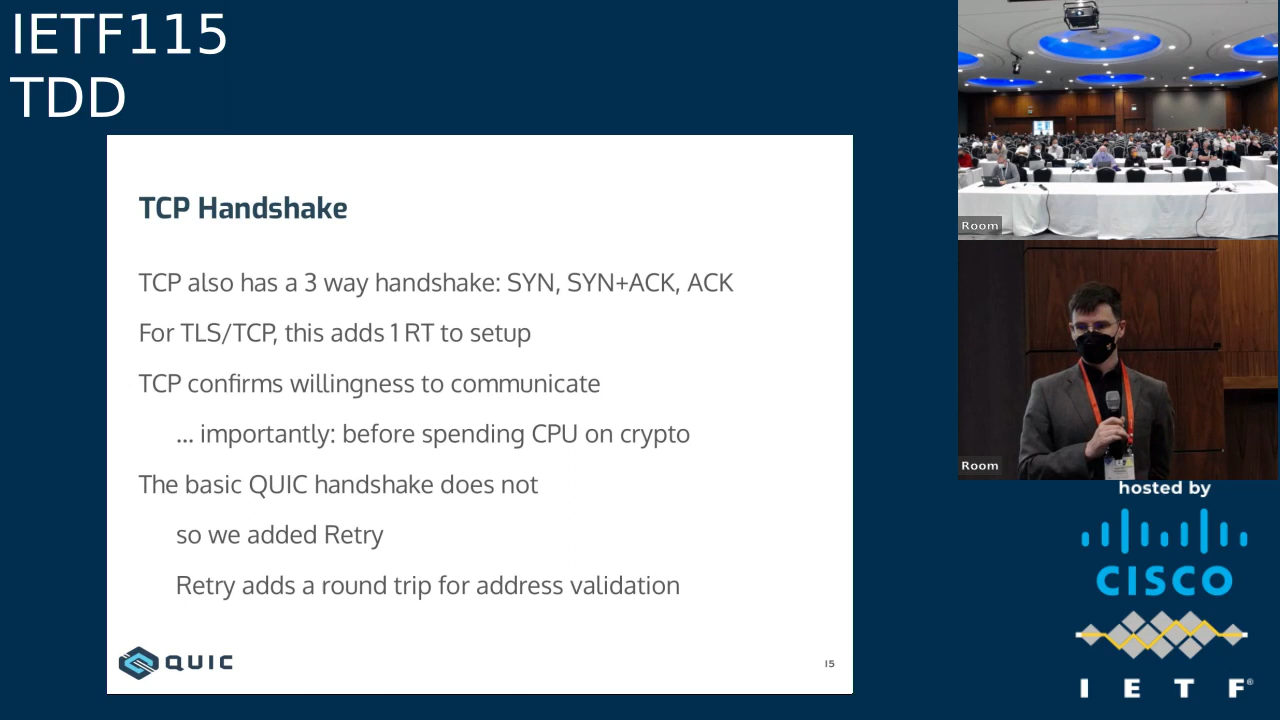 IETF115
TDD
TCP Handshake
TCP also has a 3 way handshake: SYN, SYN+ACK, ACK
For TLS/TCP, this adds 1 RT to setup
TCP confirms willingness to communicate
... importantly: before spending CPU on crypto
The basic QUIC handshake does not
so we added Retry
Retry adds a round trip for address validation
QUIC
15
Room
Room
hosted by
CISCO
I E T F®